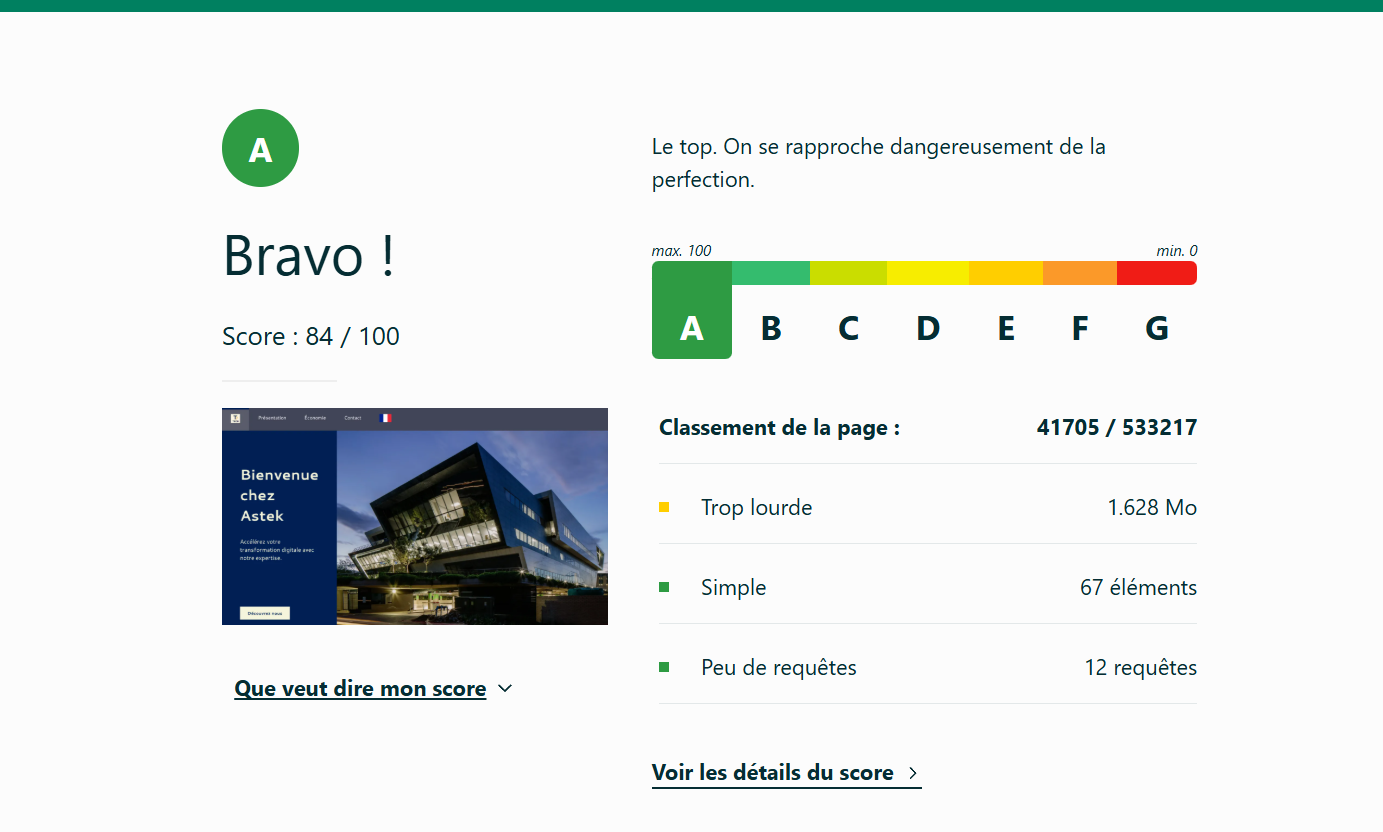 A
Bravo !
Score : 84 / 100
Présentation
Économie
Contact
Bienvenue
chez
Astek
Accélérez votre
transformation digitale avec
notre expertise.
Découvrez nous
Que veut dire mon score
Le top. On se rapproche dangereusement de la
perfection.
max. 100 min. 0
A B C D E F G
Classement de la page : 41705 / 533217
Trop lourde 1.628 Mo
Simple 67 éléments
Peu de requêtes 12 requêtes
Voir les détails du score